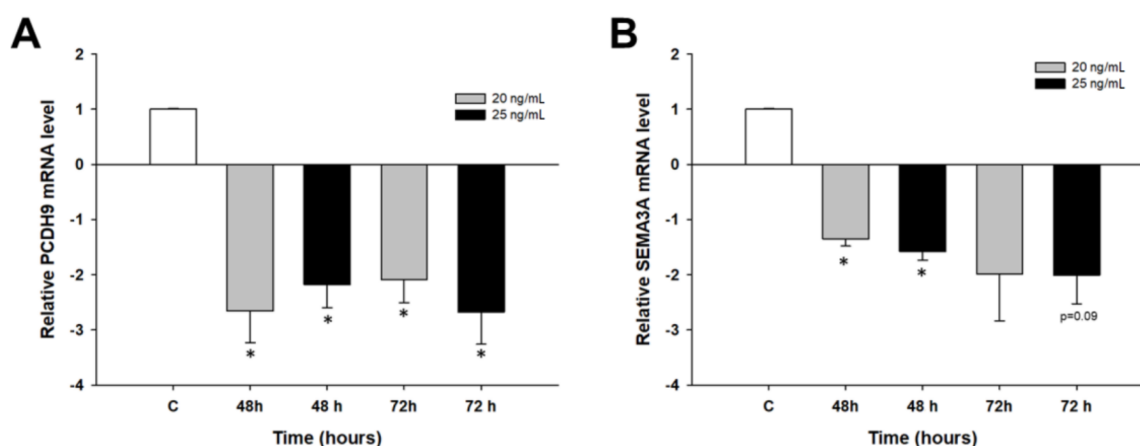 A
Relative PCDH9 mRNA level
2
1
0
-1
-2
-3
-4
20 ng/mL
25 ng/mL
*
*
*
*
C
48h
48 h
72h
72 h
Time (hours)
B
Relative SEMA3A mRNA level
2
1
0
-1
-2
-3
-4
20 ng/mL
25 ng/mL
*
*
p=0.09
C
48h
48 h
72h
72 h
Time (hours)